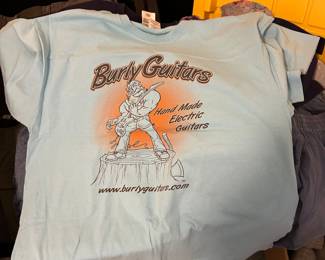 Burly Guitars
Hand Made
Electric
Guitars
www.burlyguitars.com